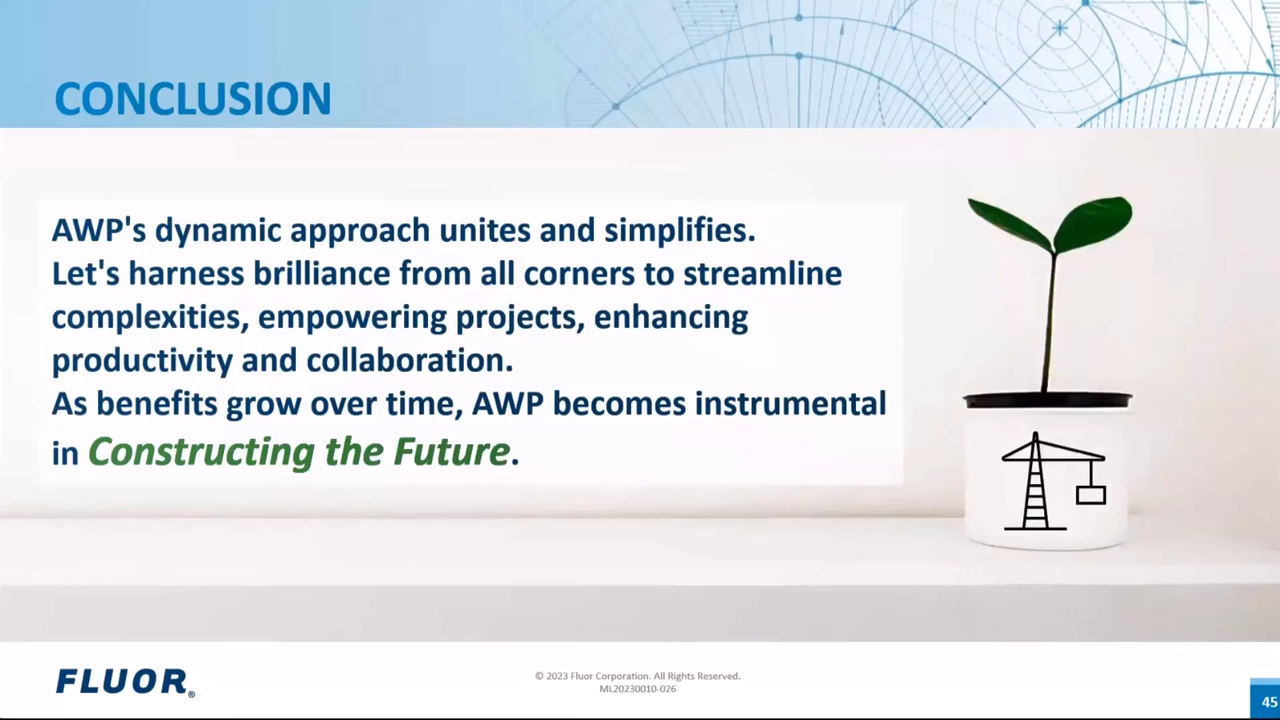 CONCLUSION
AWP's dynamic approach unites and simplifies.
Let's harness brilliance from all corners to streamline
complexities, empowering projects, enhancing
productivity and collaboration.
As benefits grow over time, AWP becomes instrumental
in Constructing the Future.
FLUOR®
© 2023 Fluor Corporation. All Rights Reserved.
ML20230010-026
45